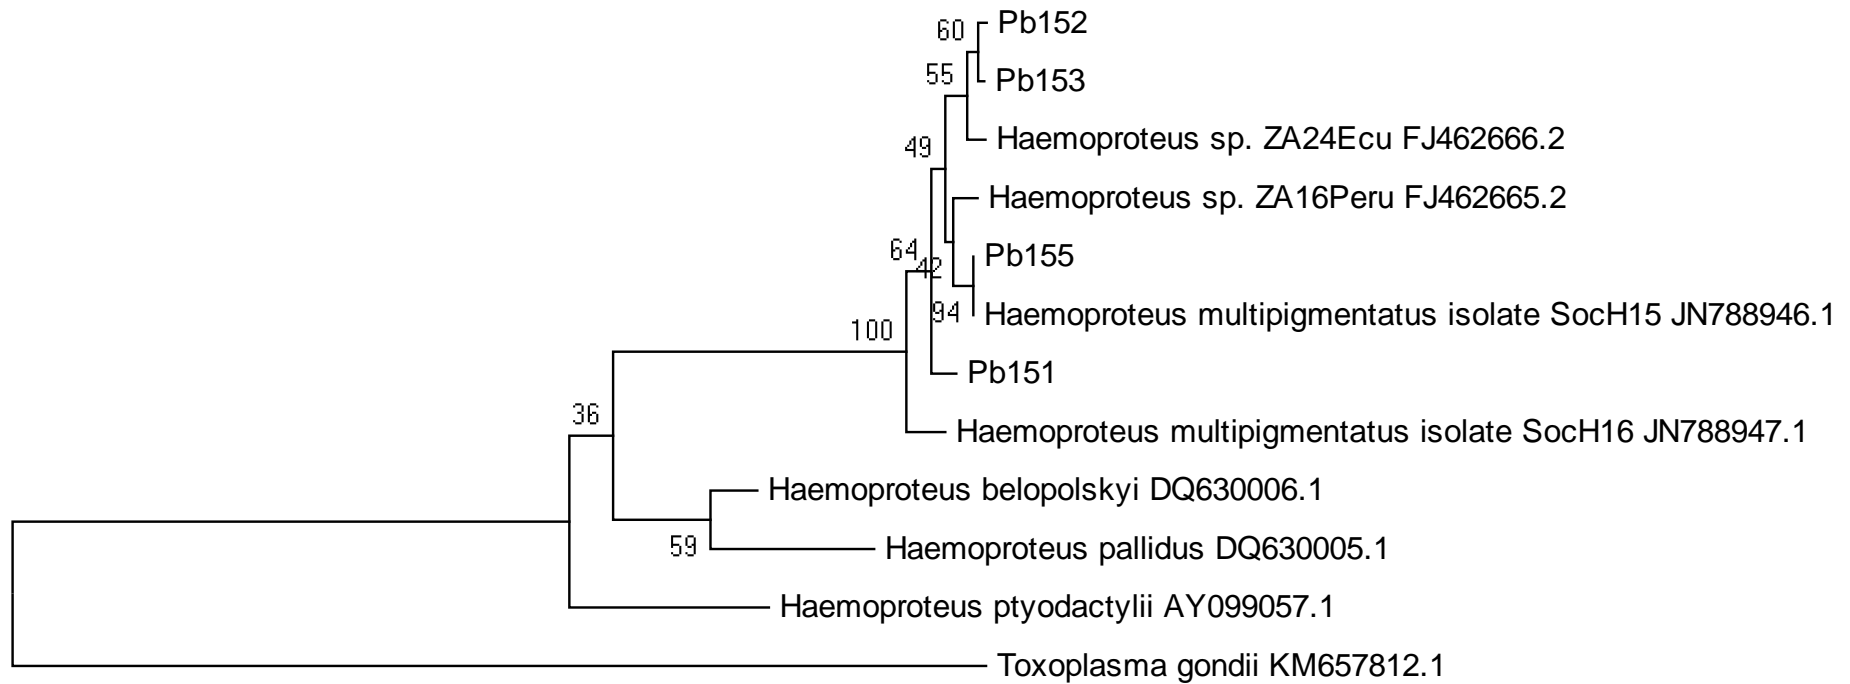 60
Pb152
55
Pb153
Haemoproteus sp. ZA24Ecu FJ462666.2
49
Haemoproteus sp. ZA16Peru FJ462665.2
64
42
Pb155
94
Haemoproteus multipigmentatus isolate SocH15 JN788946.1
100
Pb151
36
Haemoproteus multipigmentatus isolate SocH16 JN788947.1
Haemoproteus belopolskyi DQ630006.1
59
Haemoproteus pallidus DQ630005.1
Haemoproteus ptyodactylii AY099057.1
Toxoplasma gondii KM657812.1